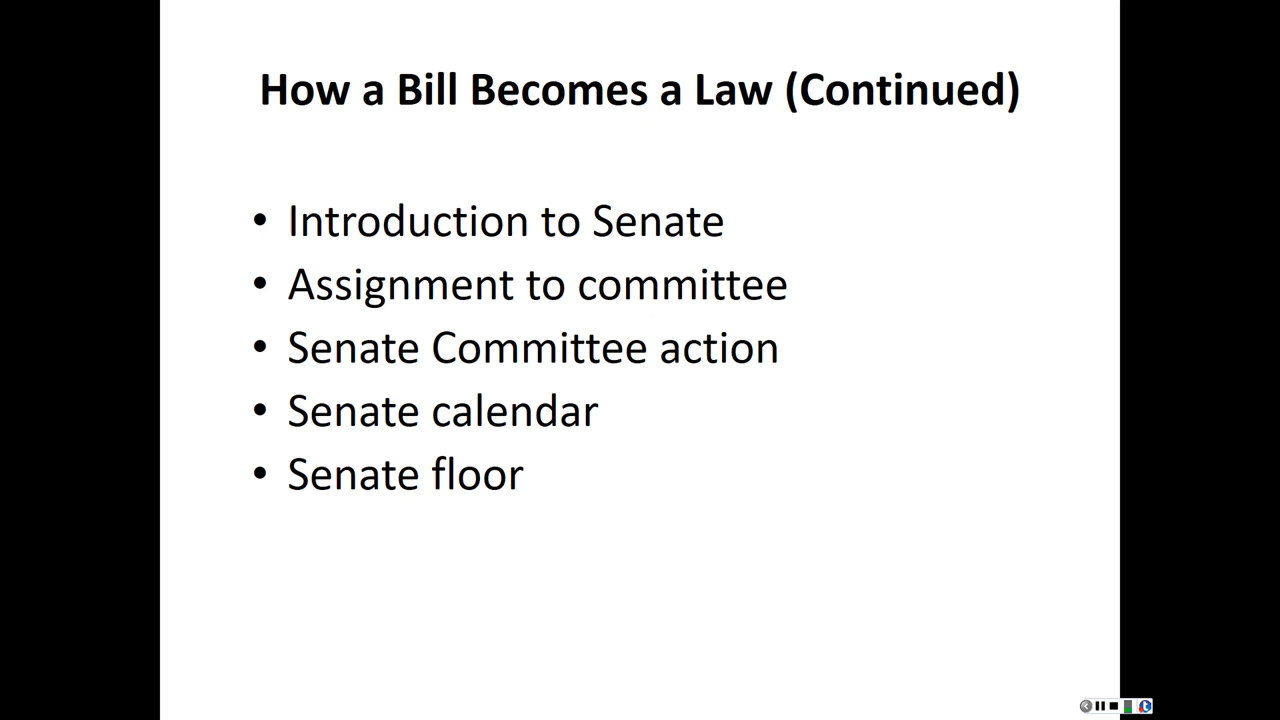 How a Bill Becomes a Law (Continued)
• Introduction to Senate
• Assignment to committee
• Senate Committee action
• Senate calendar
• Senate floor